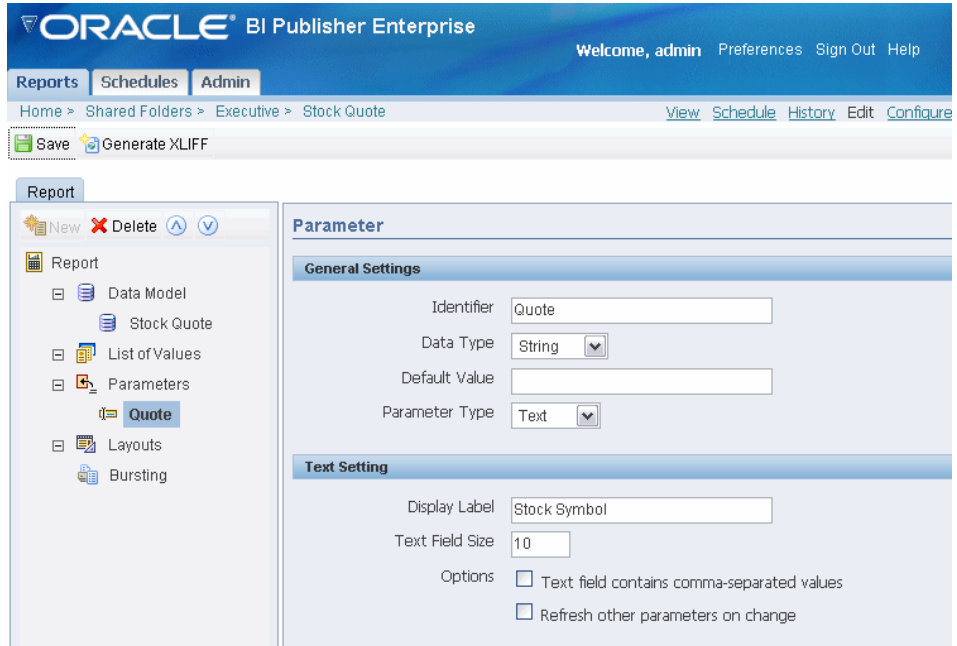 ORACLE® BI Publisher Enterprise
Welcome, admin Preferences Sign Out Help
Reports Schedules Admin
Home > Shared Folders > Executive > Stock Quote View Schedule History Edit Configure
Save Generate XLIFF
Report
New Delete
Report
Data Model
Stock Quote
List of Values
Parameters
Quote
Layouts
Bursting
Parameter
General Settings
Identifier Quote
Data Type String
Default Value
Parameter Type Text
Text Setting
Display Label Stock Symbol
Text Field Size 10
Options Text field contains comma-separated values
Refresh other parameters on change